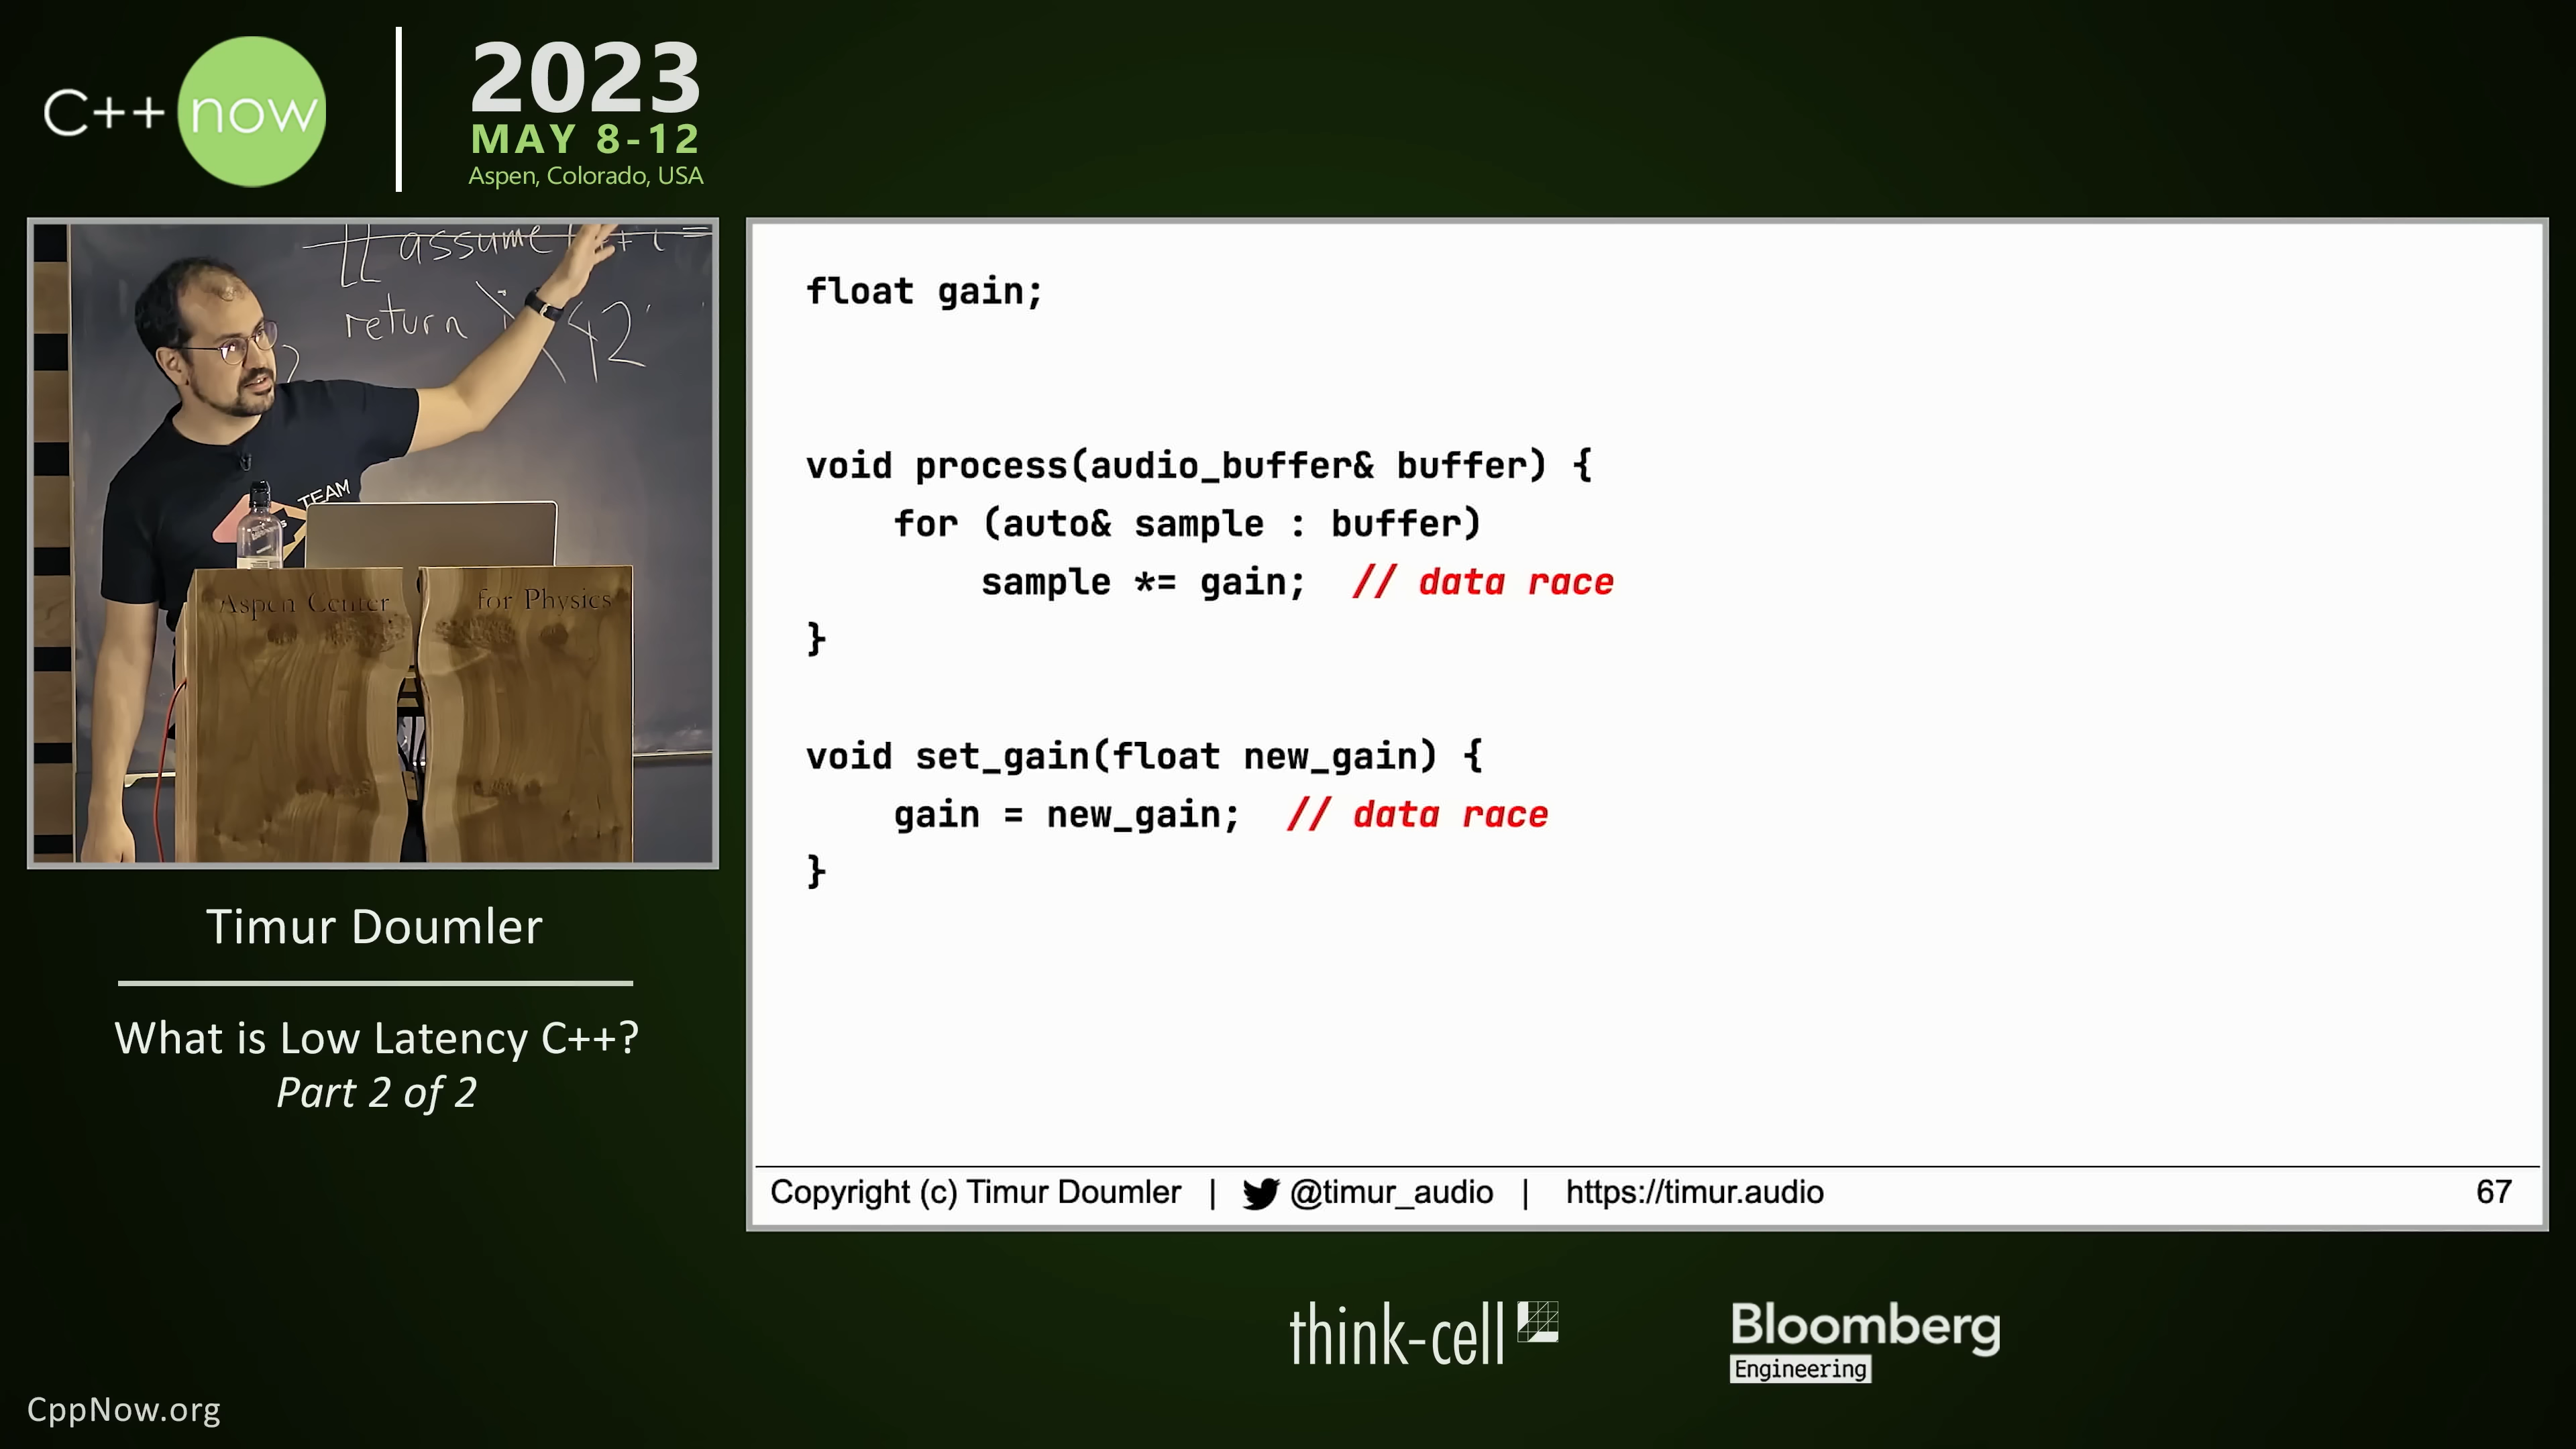 C++ now
2023
MAY 8-12
Aspen, Colorado, USA
[[ assume
return
42
TEAM
Aspen Center for Physics
Timur Doumler
What is Low Latency C++?
Part 2 of 2
float gain;
void process(audio_buffer& buffer) {
for (auto& sample : buffer)
sample *= gain; // data race
}
void set_gain(float new_gain) {
gain = new_gain; // data race
}
Copyright (c) Timur Doumler | @timur_audio | https://timur.audio 67
think-cell
Bloomberg
Engineering
CppNow.org